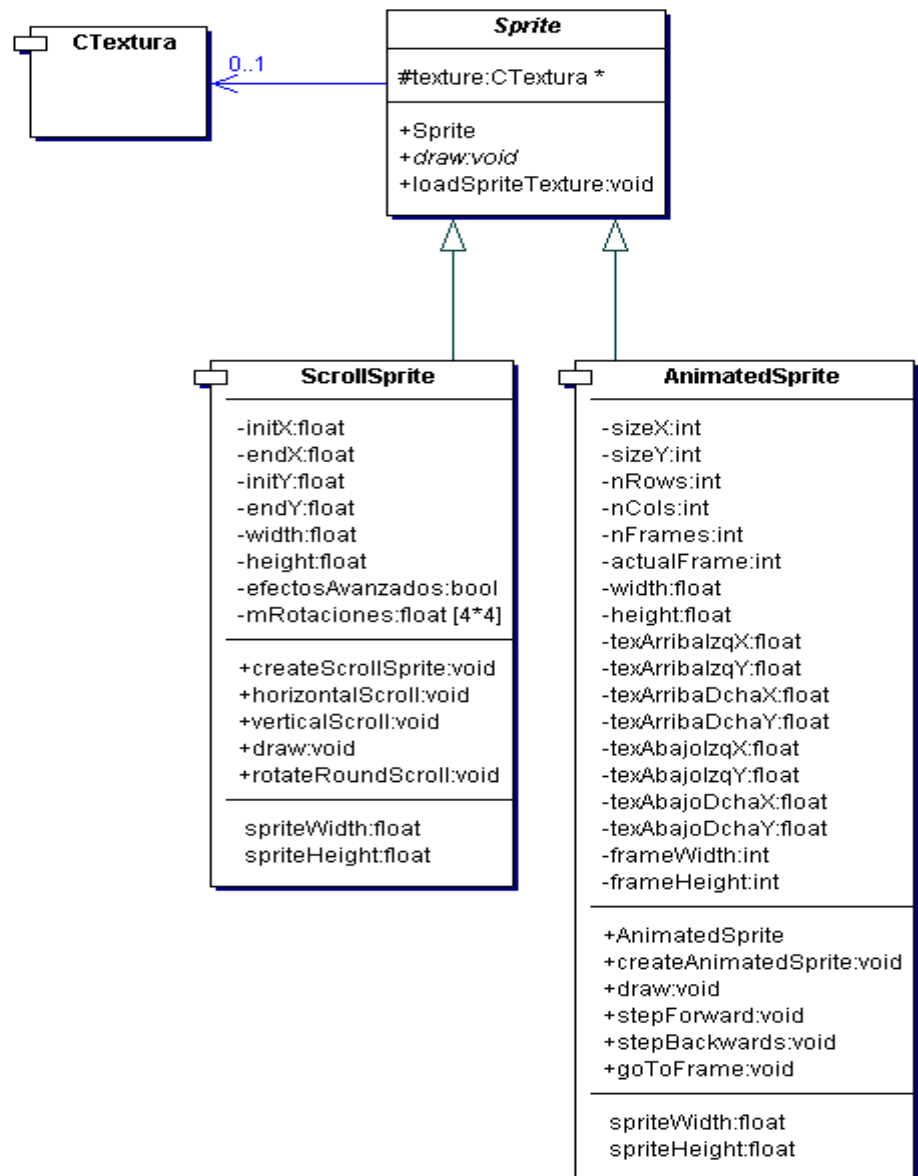 CTextura
0..1
Sprite
#texture:CTextura *
+Sprite
+draw:void
+loadSpriteTexture:void
ScrollSprite
-initX:float
-endX:float
-initY:float
-endY:float
-width:float
-height:float
-efectosAvanzados:bool
-mRotaciones:float [4*4]
+createScrollSprite:void
+horizontalScroll:void
+verticalScroll:void
+draw:void
+rotateRoundScroll:void
spriteWidth:float
spriteHeight:float
AnimatedSprite
-sizeX:int
-sizeY:int
-nRows:int
-nCols:int
-nFrames:int
-actualFrame:int
-width:float
-height:float
-texArribaIzqX:float
-texArribaIzqY:float
-texArribaDchaX:float
-texArribaDchaY:float
-texAbajoIzqX:float
-texAbajoIzqY:float
-texAbajoDchaX:float
-texAbajoDchaY:float
-frameWidth:int
-frameHeight:int
+AnimatedSprite
+createAnimatedSprite:void
+draw:void
+stepForward:void
+stepBackwards:void
+goToFrame:void
spriteWidth:float
spriteHeight:float